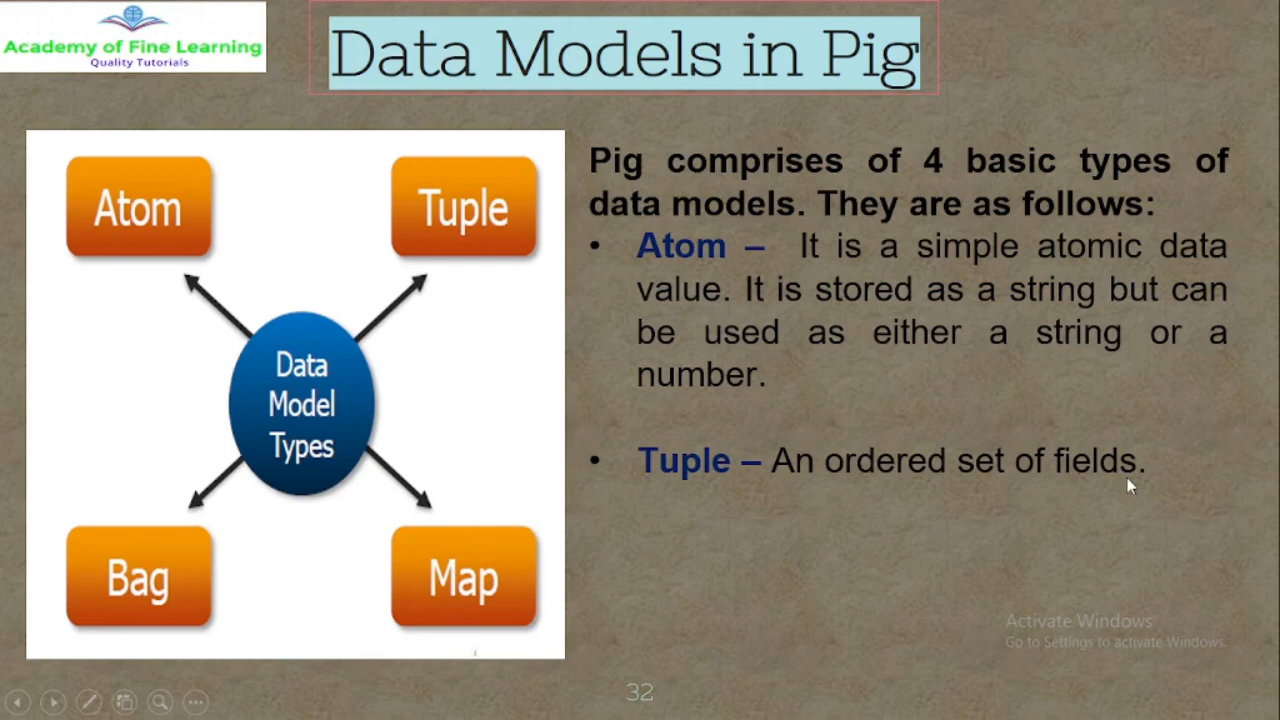 Academy of Fine Learning
Quality Tutorials
Data Models in Pig
Atom
Tuple
Data
Model
Types
Bag
Map
Pig comprises of 4 basic types of
data models. They are as follows:
• Atom – It is a simple atomic data
value. It is stored as a string but can
be used as either a string or a
number.
• Tuple – An ordered set of fields.
Activate Windows
Go to Settings to activate Windows.
32